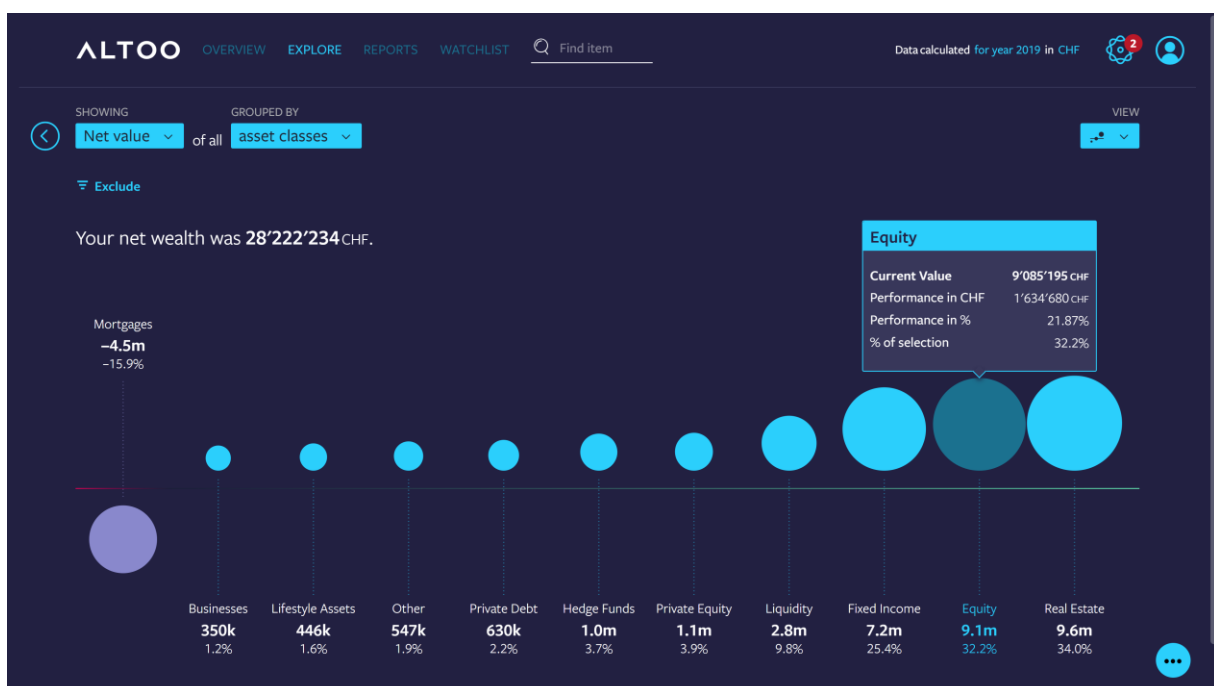 ALTOO OVERVIEW EXPLORE REPORTS WATCHLIST Find item Data calculated for year 2019 in CHF 2
SHOWING GROUPED BY VIEW
Net value of all asset classes
Exclude
Your net wealth was 28’222’234 CHF.
Equity
Current Value 9’085’195 CHF
Performance in CHF 1’634’680 CHF
Performance in % 21.87%
% of selection 32.2%
Mortgages
–4.5m
–15.9%
Businesses Lifestyle Assets Other Private Debt Hedge Funds Private Equity Liquidity Fixed Income Equity Real Estate
350k 446k 547k 630k 1.0m 1.1m 2.8m 7.2m 9.1m 9.6m
1.2% 1.6% 1.9% 2.2% 3.7% 3.9% 9.8% 25.4% 32.2% 34.0%